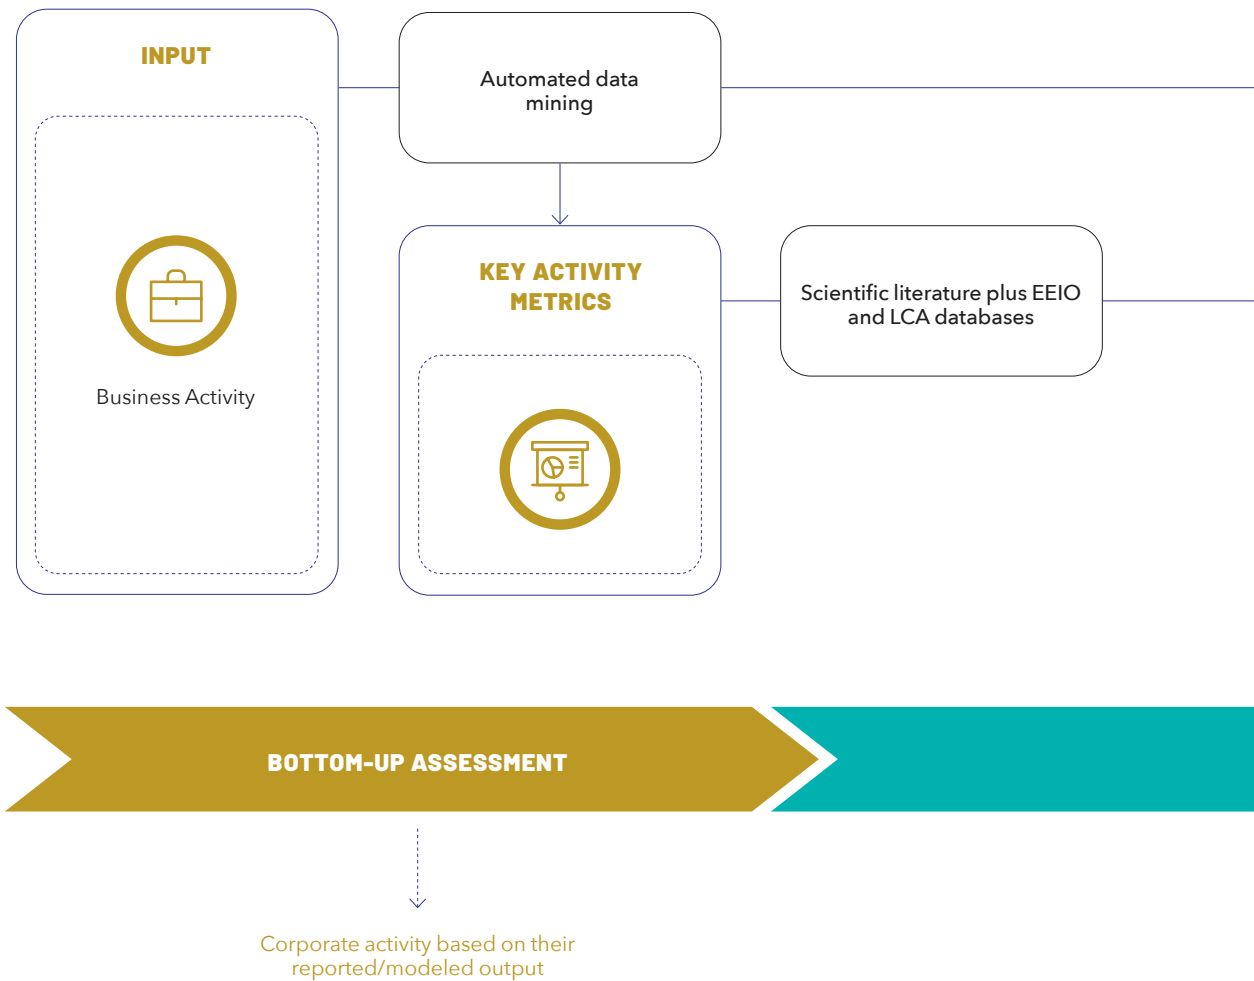 INPUT
Business Activity
Automated data
mining
KEY ACTIVITY
METRICS
Scientific literature plus EEIO
and LCA databases
BOTTOM-UP ASSESSMENT
Corporate activity based on their
reported/modeled output